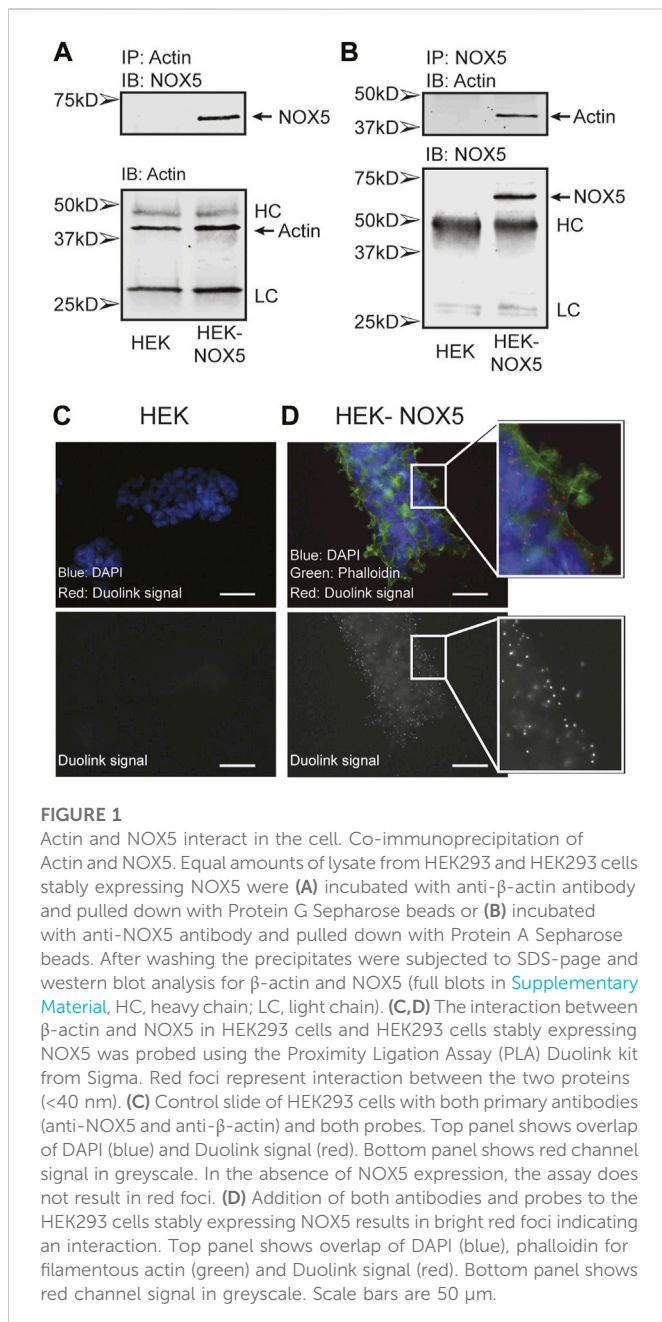 A
IP: Actin
IB: NOX5
75kD
NOX5
IB: Actin
50kD
HC
Actin
37kD
LC
25kD
HEK
HEK-
NOX5
B
IP: NOX5
IB: Actin
50kD
Actin
37kD
IB: NOX5
75kD
NOX5
50kD
HC
37kD
LC
25kD
HEK
HEK-
NOX5
C HEK
Blue: DAPI
Red: Duolink signal
Duolink signal
D HEK- NOX5
Blue: DAPI
Green: Phalloidin
Red: Duolink signal
Duolink signal
FIGURE 1
Actin and NOX5 interact in the cell. Co-immunoprecipitation of
Actin and NOX5. Equal amounts of lysate from HEK293 and HEK293 cells
stably expressing NOX5 were (A) incubated with anti-β-actin antibody
and pulled down with Protein G Sepharose beads or (B) incubated
with anti-NOX5 antibody and pulled down with Protein A Sepharose
beads. After washing the precipitates were subjected to SDS-page and
western blot analysis for β-actin and NOX5 (full blots in Supplementary
Material, HC, heavy chain; LC, light chain). (C,D) The interaction between
β-actin and NOX5 in HEK293 cells and HEK293 cells stably expressing
NOX5 was probed using the Proximity Ligation Assay (PLA) Duolink kit
from Sigma. Red foci represent interaction between the two proteins
(<40 nm). (C) Control slide of HEK293 cells with both primary antibodies
(anti-NOX5 and anti-β-actin) and both probes. Top panel shows overlap
of DAPI (blue) and Duolink signal (red). Bottom panel shows red channel
signal in greyscale. In the absence of NOX5 expression, the assay does
not result in red foci. (D) Addition of both antibodies and probes to the
HEK293 cells stably expressing NOX5 results in bright red foci indicating
an interaction. Top panel shows overlap of DAPI (blue), phalloidin for
filamentous actin (green) and Duolink signal (red). Bottom panel shows
red channel signal in greyscale. Scale bars are 50 μm.